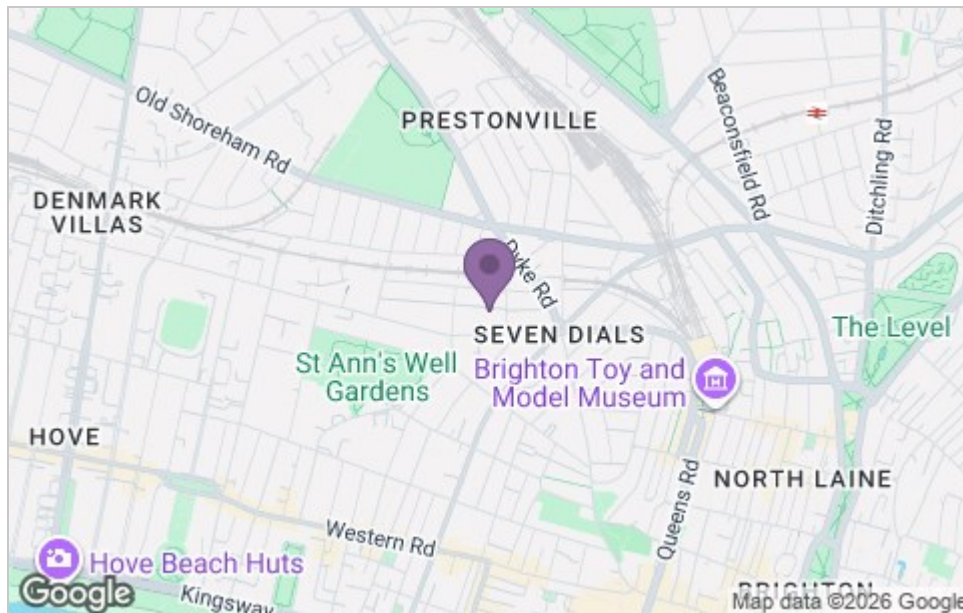 Old Shoreham Rd
PRESTONVILLE
Beaconsfield Rd
Ditchling Rd
DENMARK
VILLAS
Dyke Rd
SEVEN DIALS
The Level
St Ann's Well
Gardens
Brighton Toy and
Model Museum
HOVE
NORTH LAINE
Queens Rd
Western Rd
Hove Beach Huts
Kingsway
BRIGHTON
Google
Map data ©2026 Google